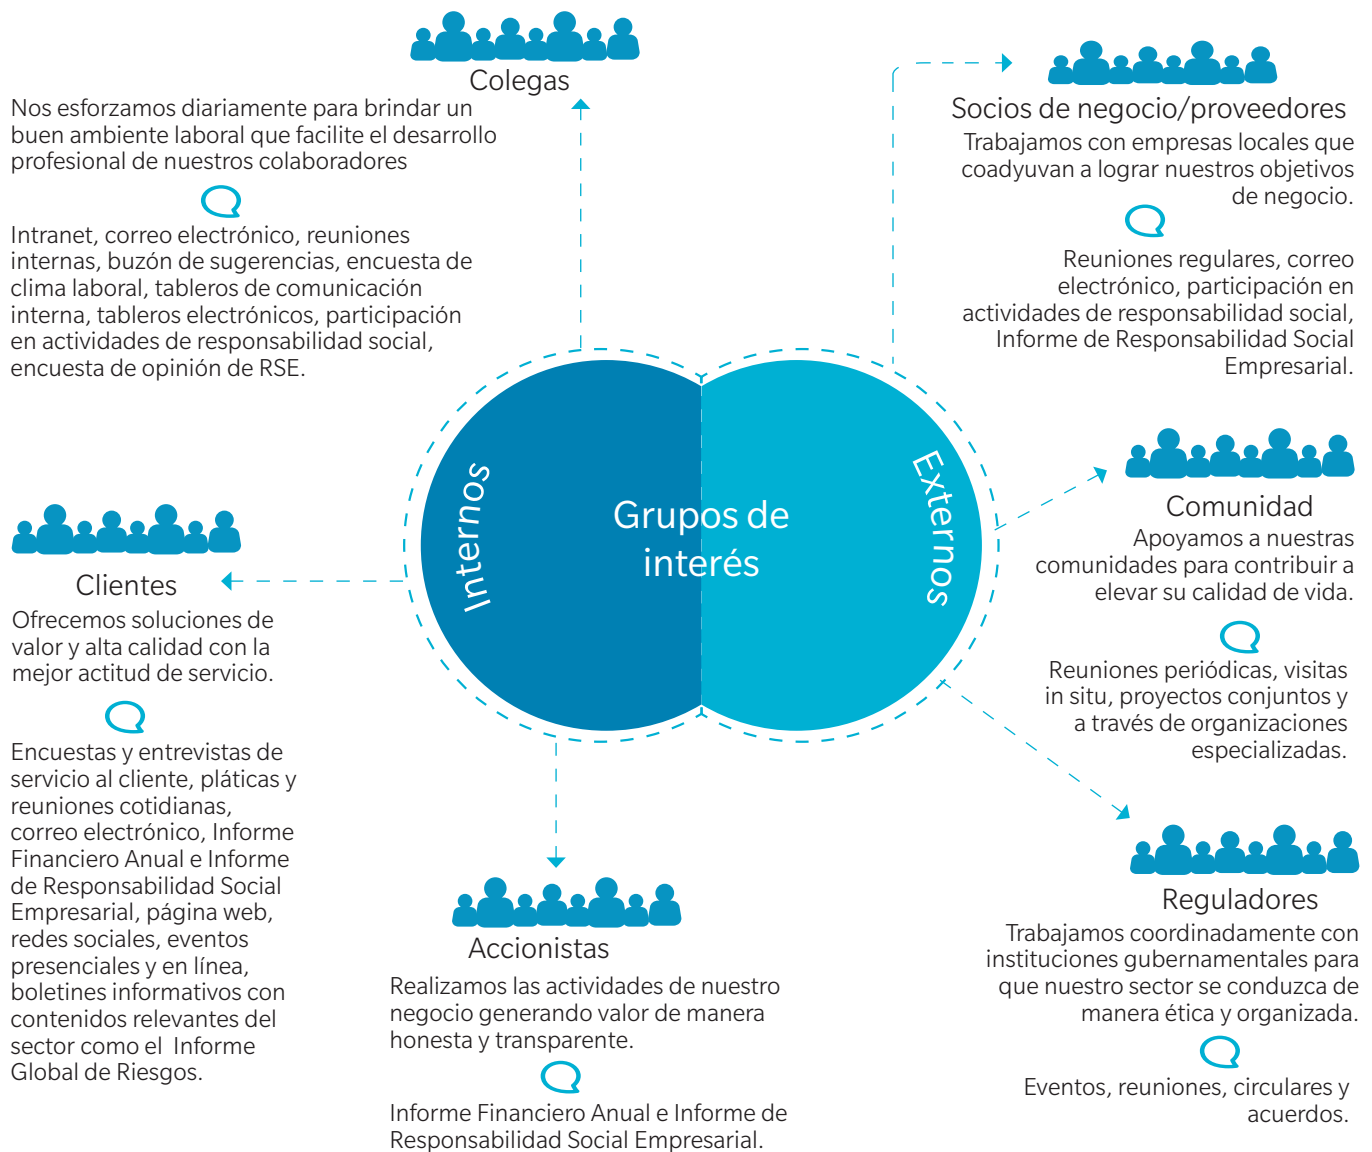 Colegas
Nos esforzamos diariamente para brindar un
buen ambiente laboral que facilite el desarrollo
profesional de nuestros colaboradores
Intranet, correo electrónico, reuniones
internas, buzón de sugerencias, encuesta de
clima laboral, tableros de comunicación
interna, tableros electrónicos, participación
en actividades de responsabilidad social,
encuesta de opinión de RSE.
Socios de negocio/proveedores
Trabajamos con empresas locales que
coadyuvan a lograr nuestros objetivos
de negocio.
Reuniones regulares, correo
electrónico, participación en
actividades de responsabilidad social,
Informe de Responsabilidad Social
Empresarial.
Internos
Grupos de
interés
Externos
Comunidad
Apoyamos a nuestras
comunidades para contribuir a
elevar su calidad de vida.
Reuniones periódicas, visitas
in situ, proyectos conjuntos y
a través de organizaciones
especializadas.
Clientes
Ofrecemos soluciones de
valor y alta calidad con la
mejor actitud de servicio.
Encuestas y entrevistas de
servicio al cliente, pláticas y
reuniones cotidianas,
correo electrónico, Informe
Financiero Anual e Informe
de Responsabilidad Social
Empresarial, página web,
redes sociales, eventos
presenciales y en línea,
boletines informativos con
contenidos relevantes del
sector como el Informe
Global de Riesgos.
Accionistas
Realizamos las actividades de nuestro
negocio generando valor de manera
honesta y transparente.
Informe Financiero Anual e Informe de
Responsabilidad Social Empresarial.
Reguladores
Trabajamos coordinadamente con
instituciones gubernamentales para
que nuestro sector se conduzca de
manera ética y organizada.
Eventos, reuniones, circulares y
acuerdos.